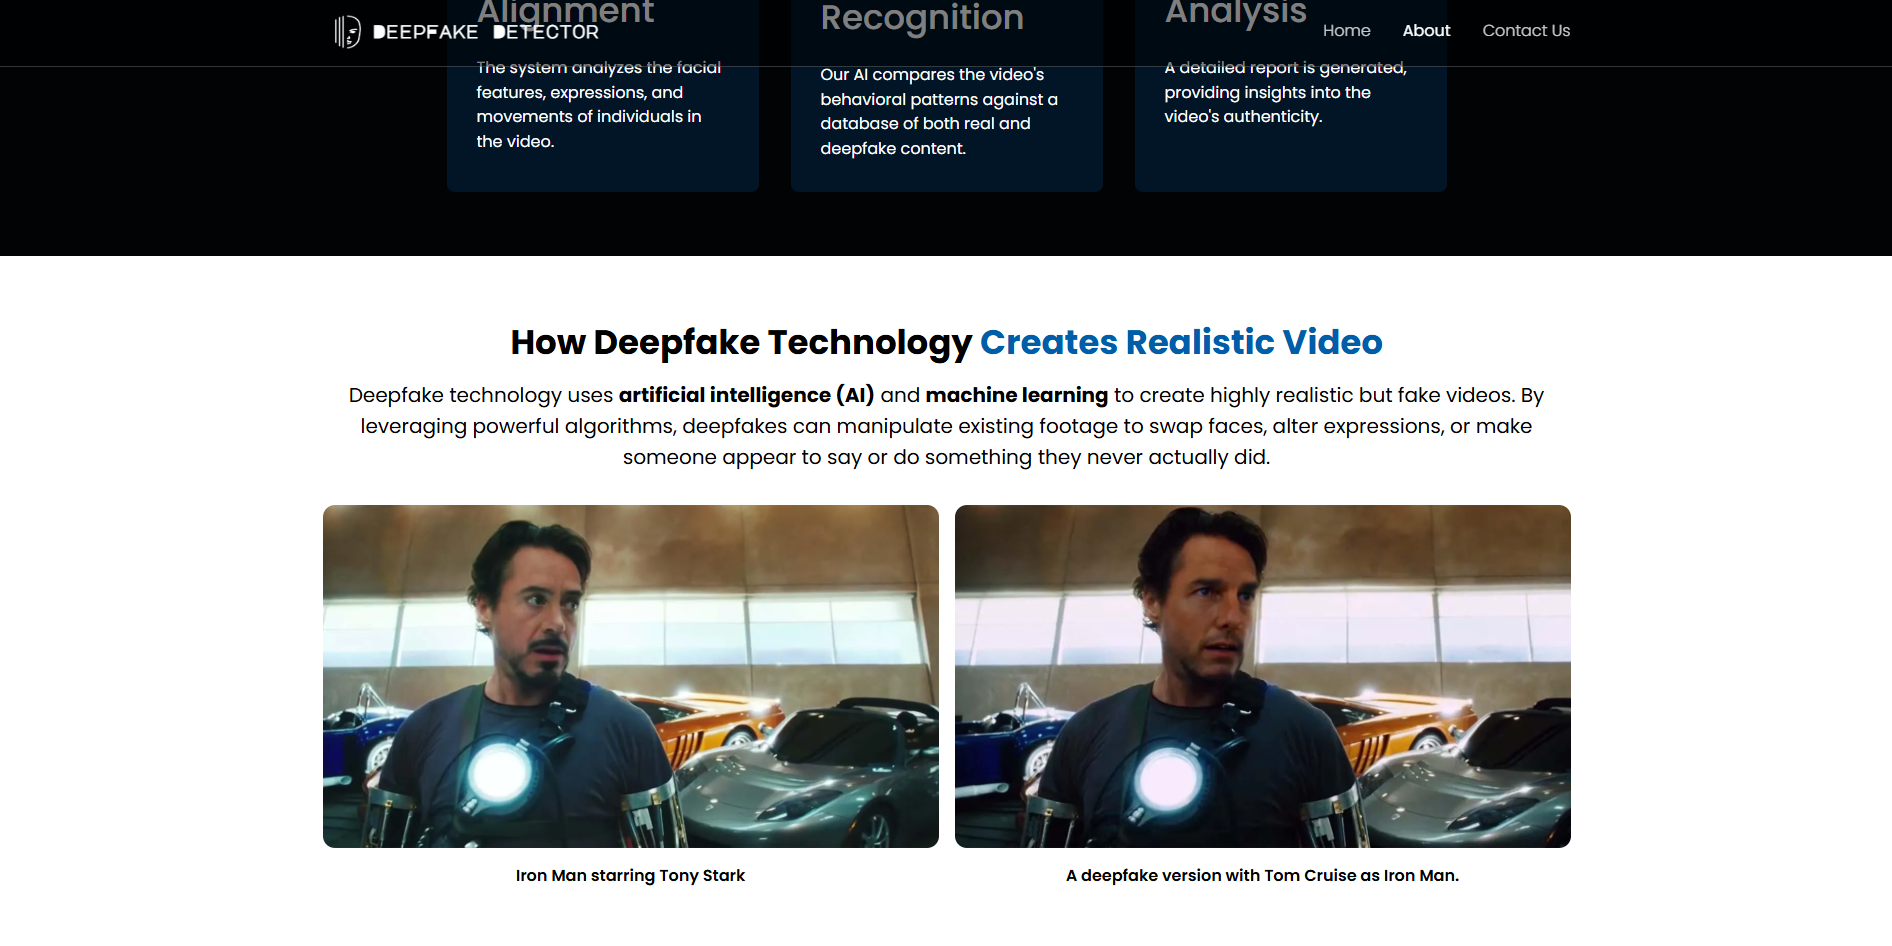 DEEPFAKE DETECTOR
Home About Contact Us
Alignment
The system analyzes the facial
features, expressions, and
movements of individuals in
the video.
Recognition
Our AI compares the video's
behavioral patterns against a
database of both real and
deepfake content.
Analysis
A detailed report is generated,
providing insights into the
video's authenticity.
How Deepfake Technology Creates Realistic Video
Deepfake technology uses artificial intelligence (AI) and machine learning to create highly realistic but fake videos. By
leveraging powerful algorithms, deepfakes can manipulate existing footage to swap faces, alter expressions, or make
someone appear to say or do something they never actually did.
Iron Man starring Tony Stark
A deepfake version with Tom Cruise as Iron Man.